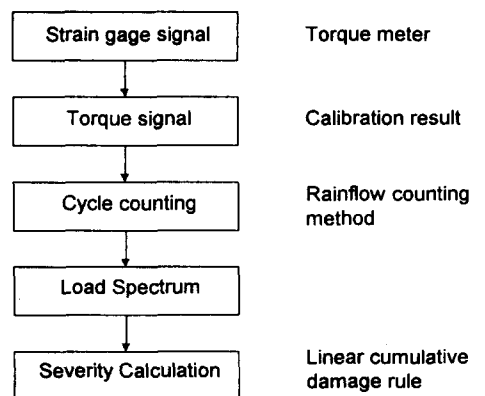 Strain gage signal
Torque meter
Torque signal
Calibration result
Cycle counting
Rainflow counting
method
Load Spectrum
Severity Calculation
Linear cumulative
damage rule